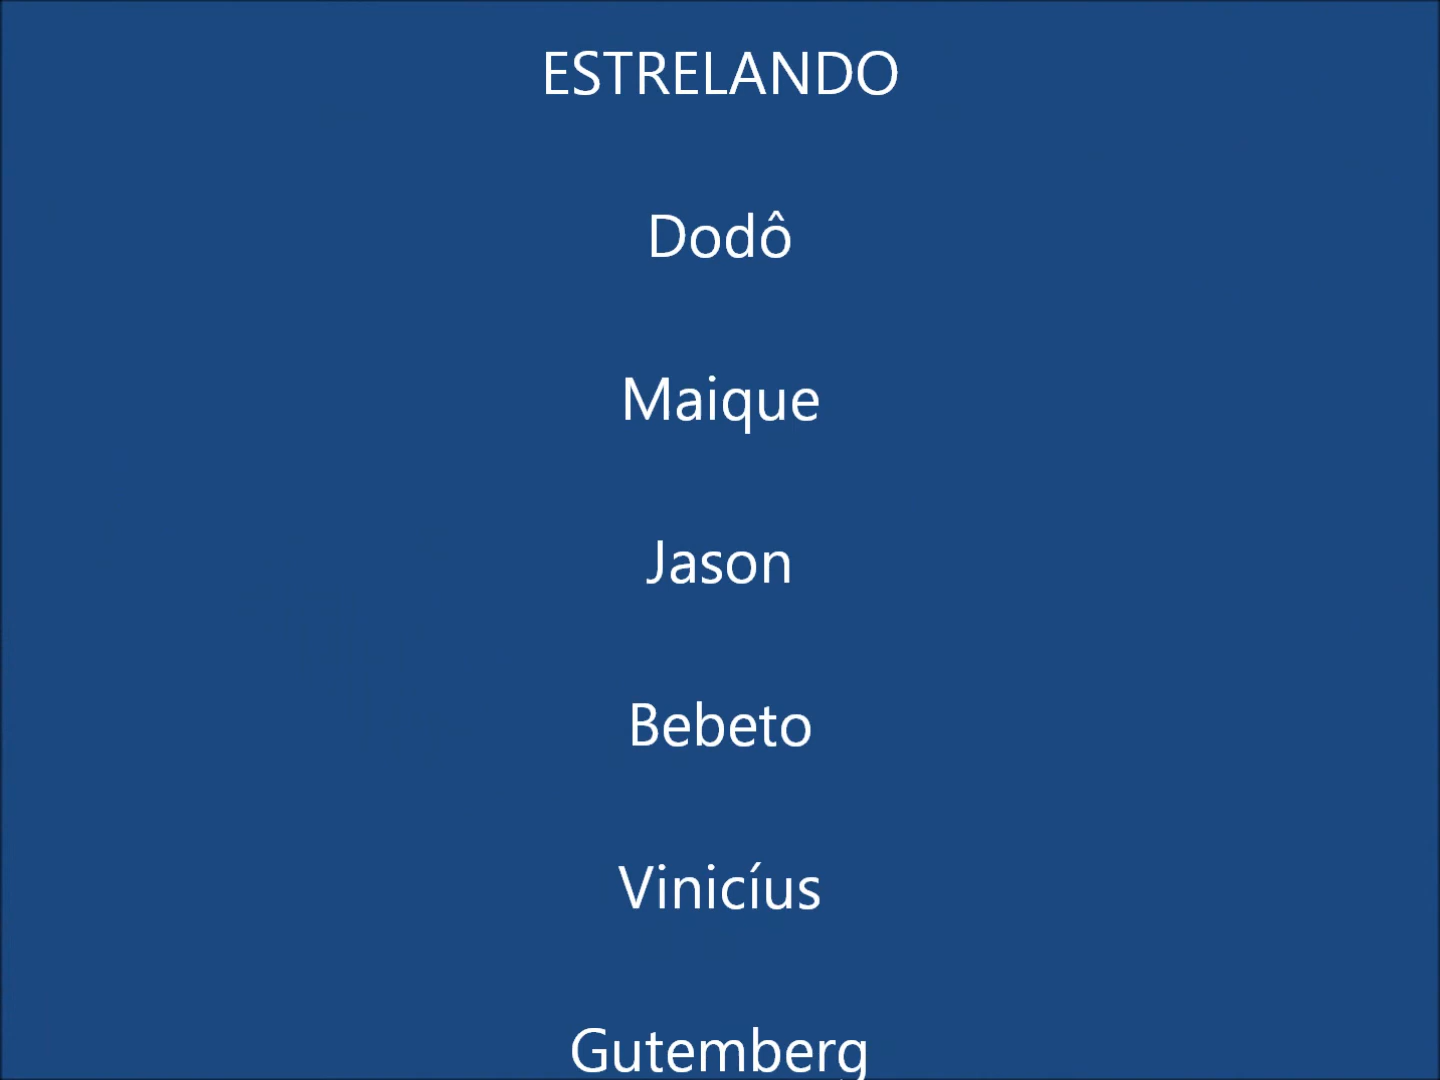 ESTRELANDO
Dodô
Maique
Jason
Bebeto
Vinicíus
Gutemberg